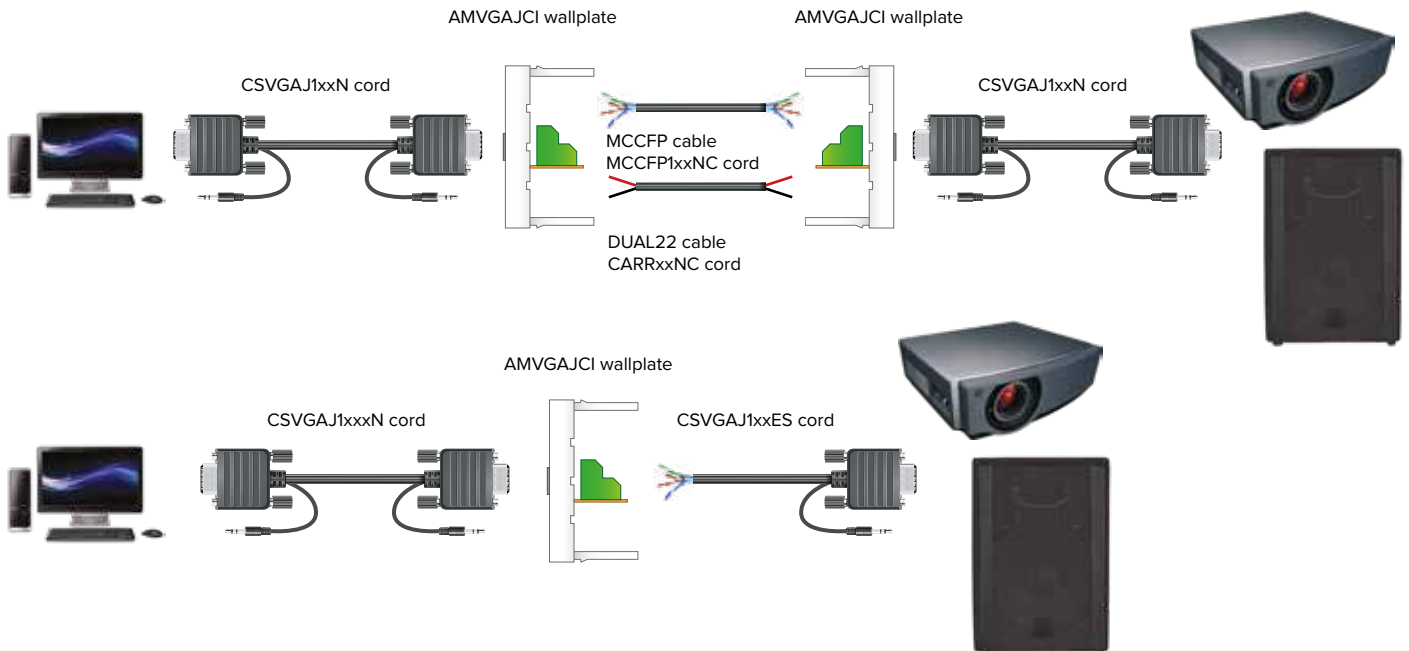 AMVGAJCI wallplate
AMVGAJCI wallplate
CSVGAJ1xxN cord
CSVGAJ1xxN cord
MCCFP cable
MCCFP1xxNC cord
DUAL22 cable
CARRxxNC cord
AMVGAJCI wallplate
CSVGAJ1xxxN cord
CSVGAJ1xxES cord